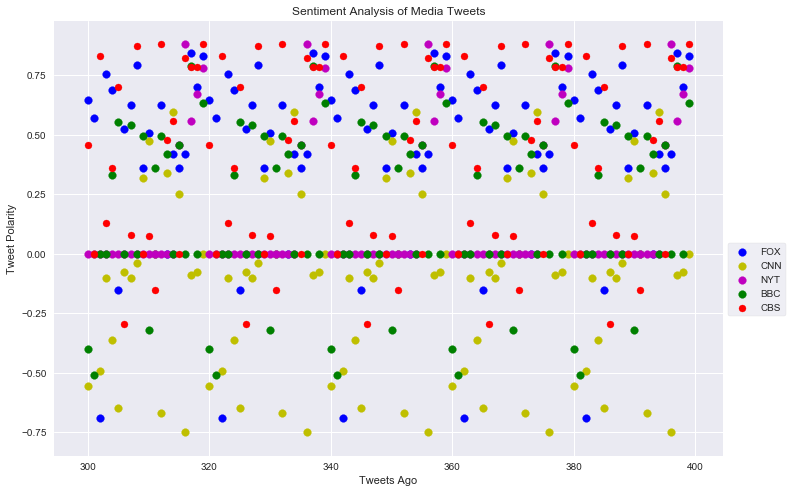 Sentiment Analysis of Media Tweets
Tweet Polarity
0.75
0.50
0.25
0.00
−0.25
−0.50
−0.75
300
320
340
360
380
400
Tweets Ago
FOX
CNN
NYT
BBC
CBS